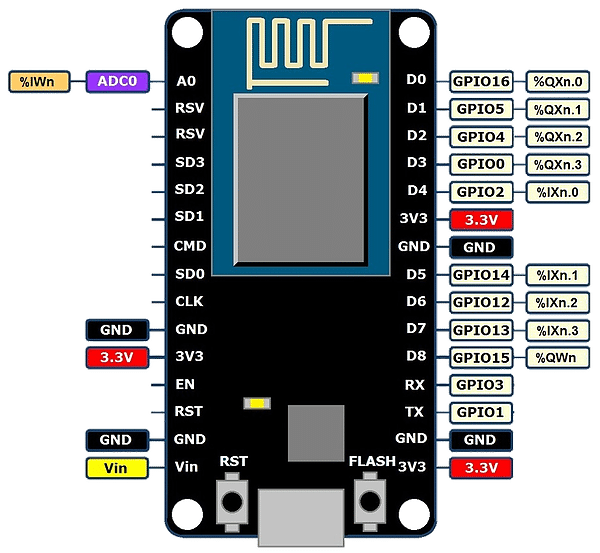 %IWn ADC0 A0 D0 GPIO16 %QXn.0
RSV D1 GPIO5 %QXn.1
RSV D2 GPIO4 %QXn.2
SD3 D3 GPIO0 %QXn.3
SD2 D4 GPIO2 %IXn.0
SD1 3V3 3.3V
CMD GND GND
SD0 D5 GPIO14 %IXn.1
CLK D6 GPIO12 %IXn.2
GND GND D7 GPIO13 %IXn.3
3.3V 3V3 D8 GPIO15 %QWn
EN RX GPIO3
RST TX GPIO1
GND GND GND GND
Vin Vin RST FLASH 3V3 3.3V